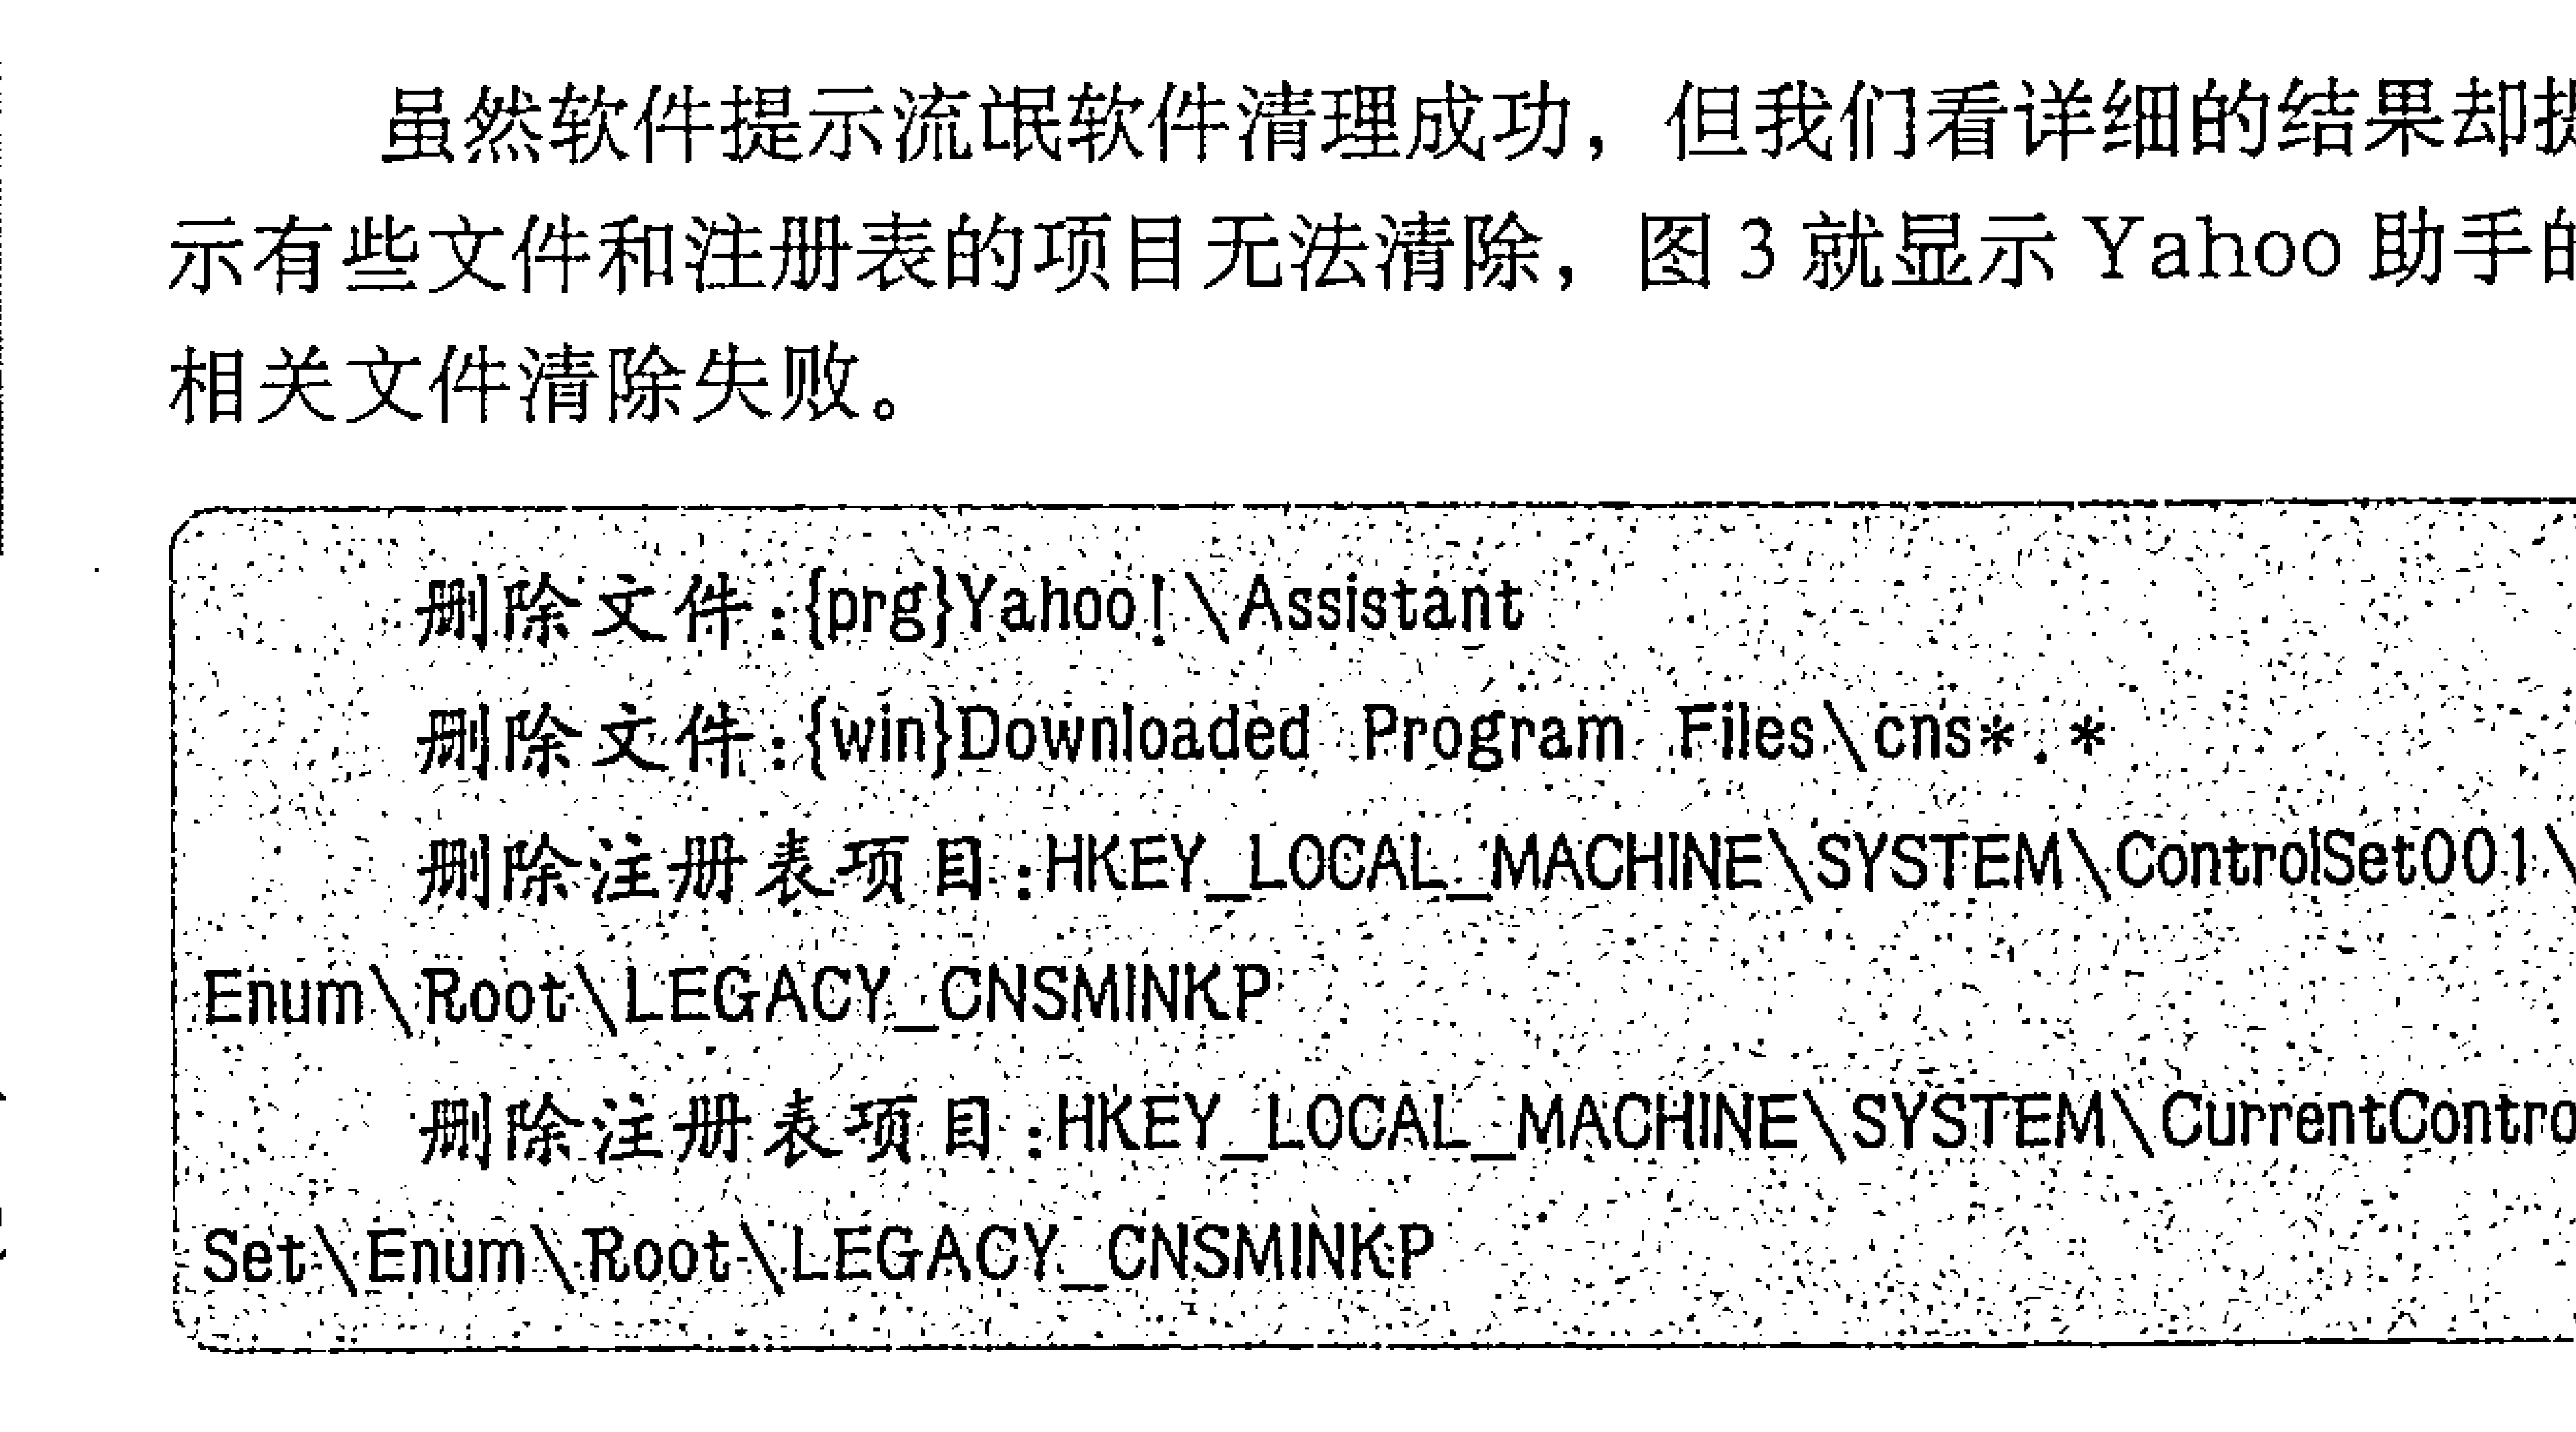 虽然软件提示流氓软件清理成功，但我们看详细的结果却提
示有些文件和注册表的项目无法清除，图 3 就显示 Yahoo 助手的
相关文件清除失败。
删除文件:{prg}Yahoo!\Assistant
删除文件:{win}Downloaded Program Files\cns*.*
删除注册表项目:HKEY_LOCAL_MACHINE\SYSTEM\ControlSet001\
Enum\Root\LEGACY_CNSMINKP
删除注册表项目:HKEY_LOCAL_MACHINE\SYSTEM\CurrentContro
Set\Enum\Root\LEGACY_CNSMINKP